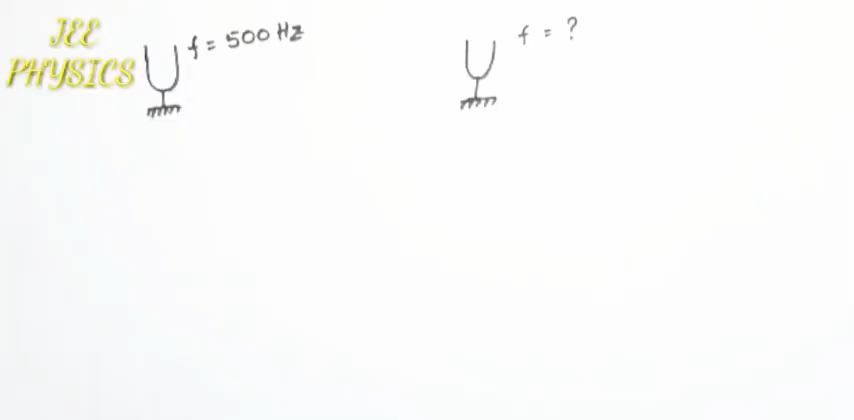 JEE
PHYSICS
f = 500 Hz
f = ?